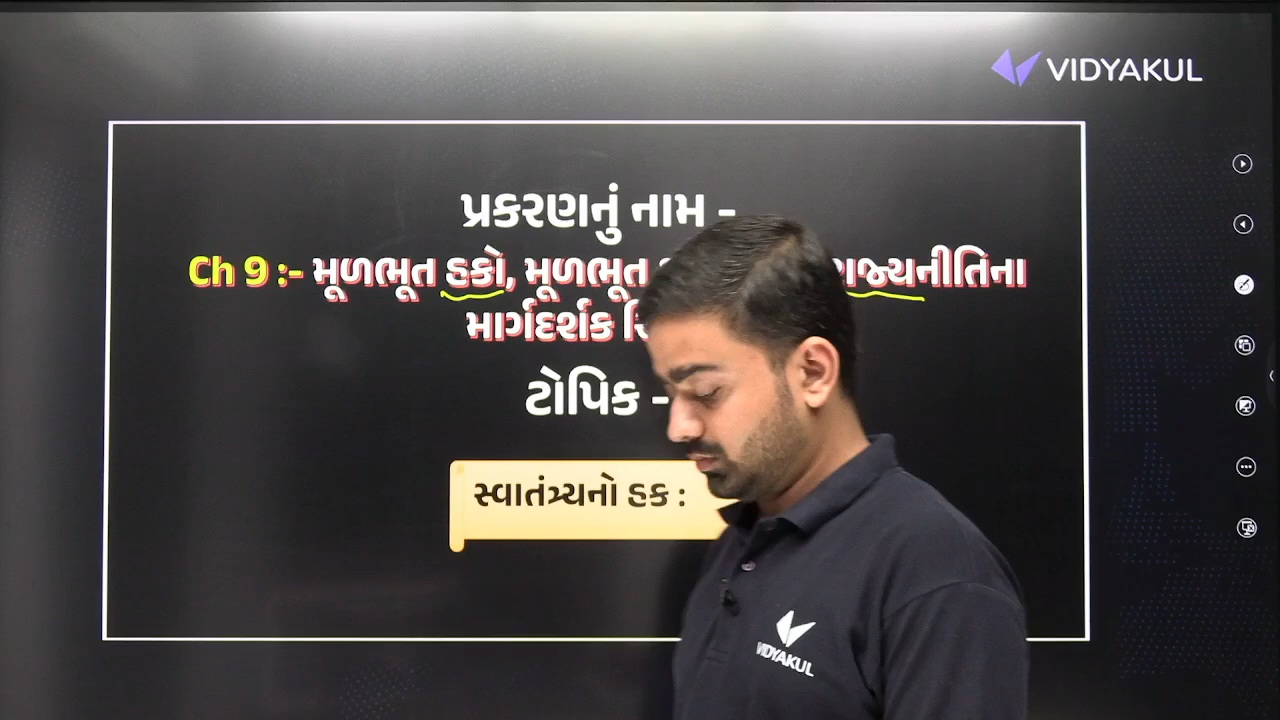 VIDYAKUL
પ્રકરણનું નામ -
Ch 9 :- મૂળભૂત હકો, મૂળભૂત
માર્ગદર્શક
ટોપિક -
સ્વાતંત્ર્યનો હક :
VIDYAKUL